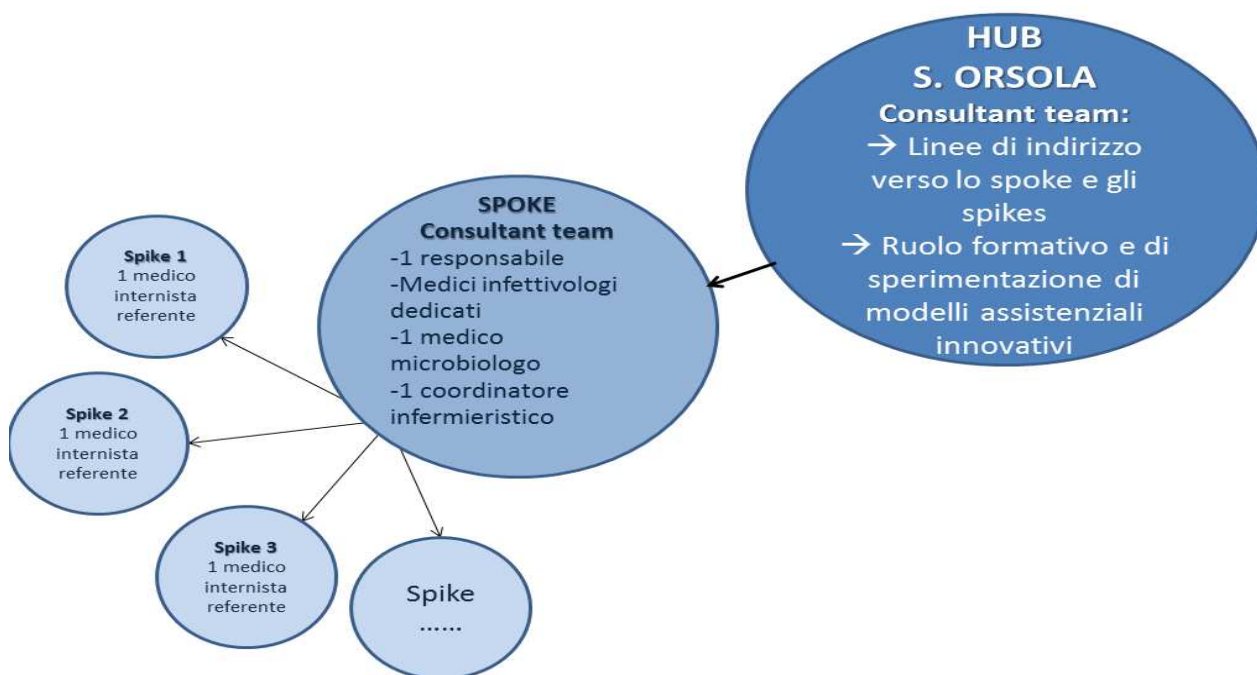 HUB
S. ORSOLA
Consultant team:
→ Linee di indirizzo
verso lo spoke e gli
spikes
→ Ruolo formativo e di
sperimentazione di
modelli assistenziali
innovativi
SPOKE
Consultant team
-1 responsabile
-Medici infettivologi
dedicati
-1 medico
microbiologo
-1 coordinatore
infermieristico
Spike 1
1 medico
internista
referente
Spike 2
1 medico
internista
referente
Spike 3
1 medico
internista
referente
Spike
......